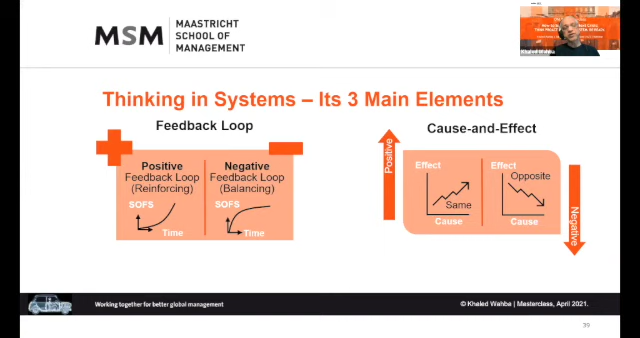 MSM
MAASTRICHT
SCHOOL OF
MANAGEMENT
Khaled Wahba
Thinking in Systems – Its 3 Main Elements
Feedback Loop
Positive
Feedback Loop
(Reinforcing)
SOFS
Time
Negative
Feedback Loop
(Balancing)
SOFS
Time
Cause-and-Effect
Positive
Effect
Same
Cause
Effect
Opposite
Cause
Negative
Working together for better global management
© Khaled Wahba | Masterclass, April 2021.
39